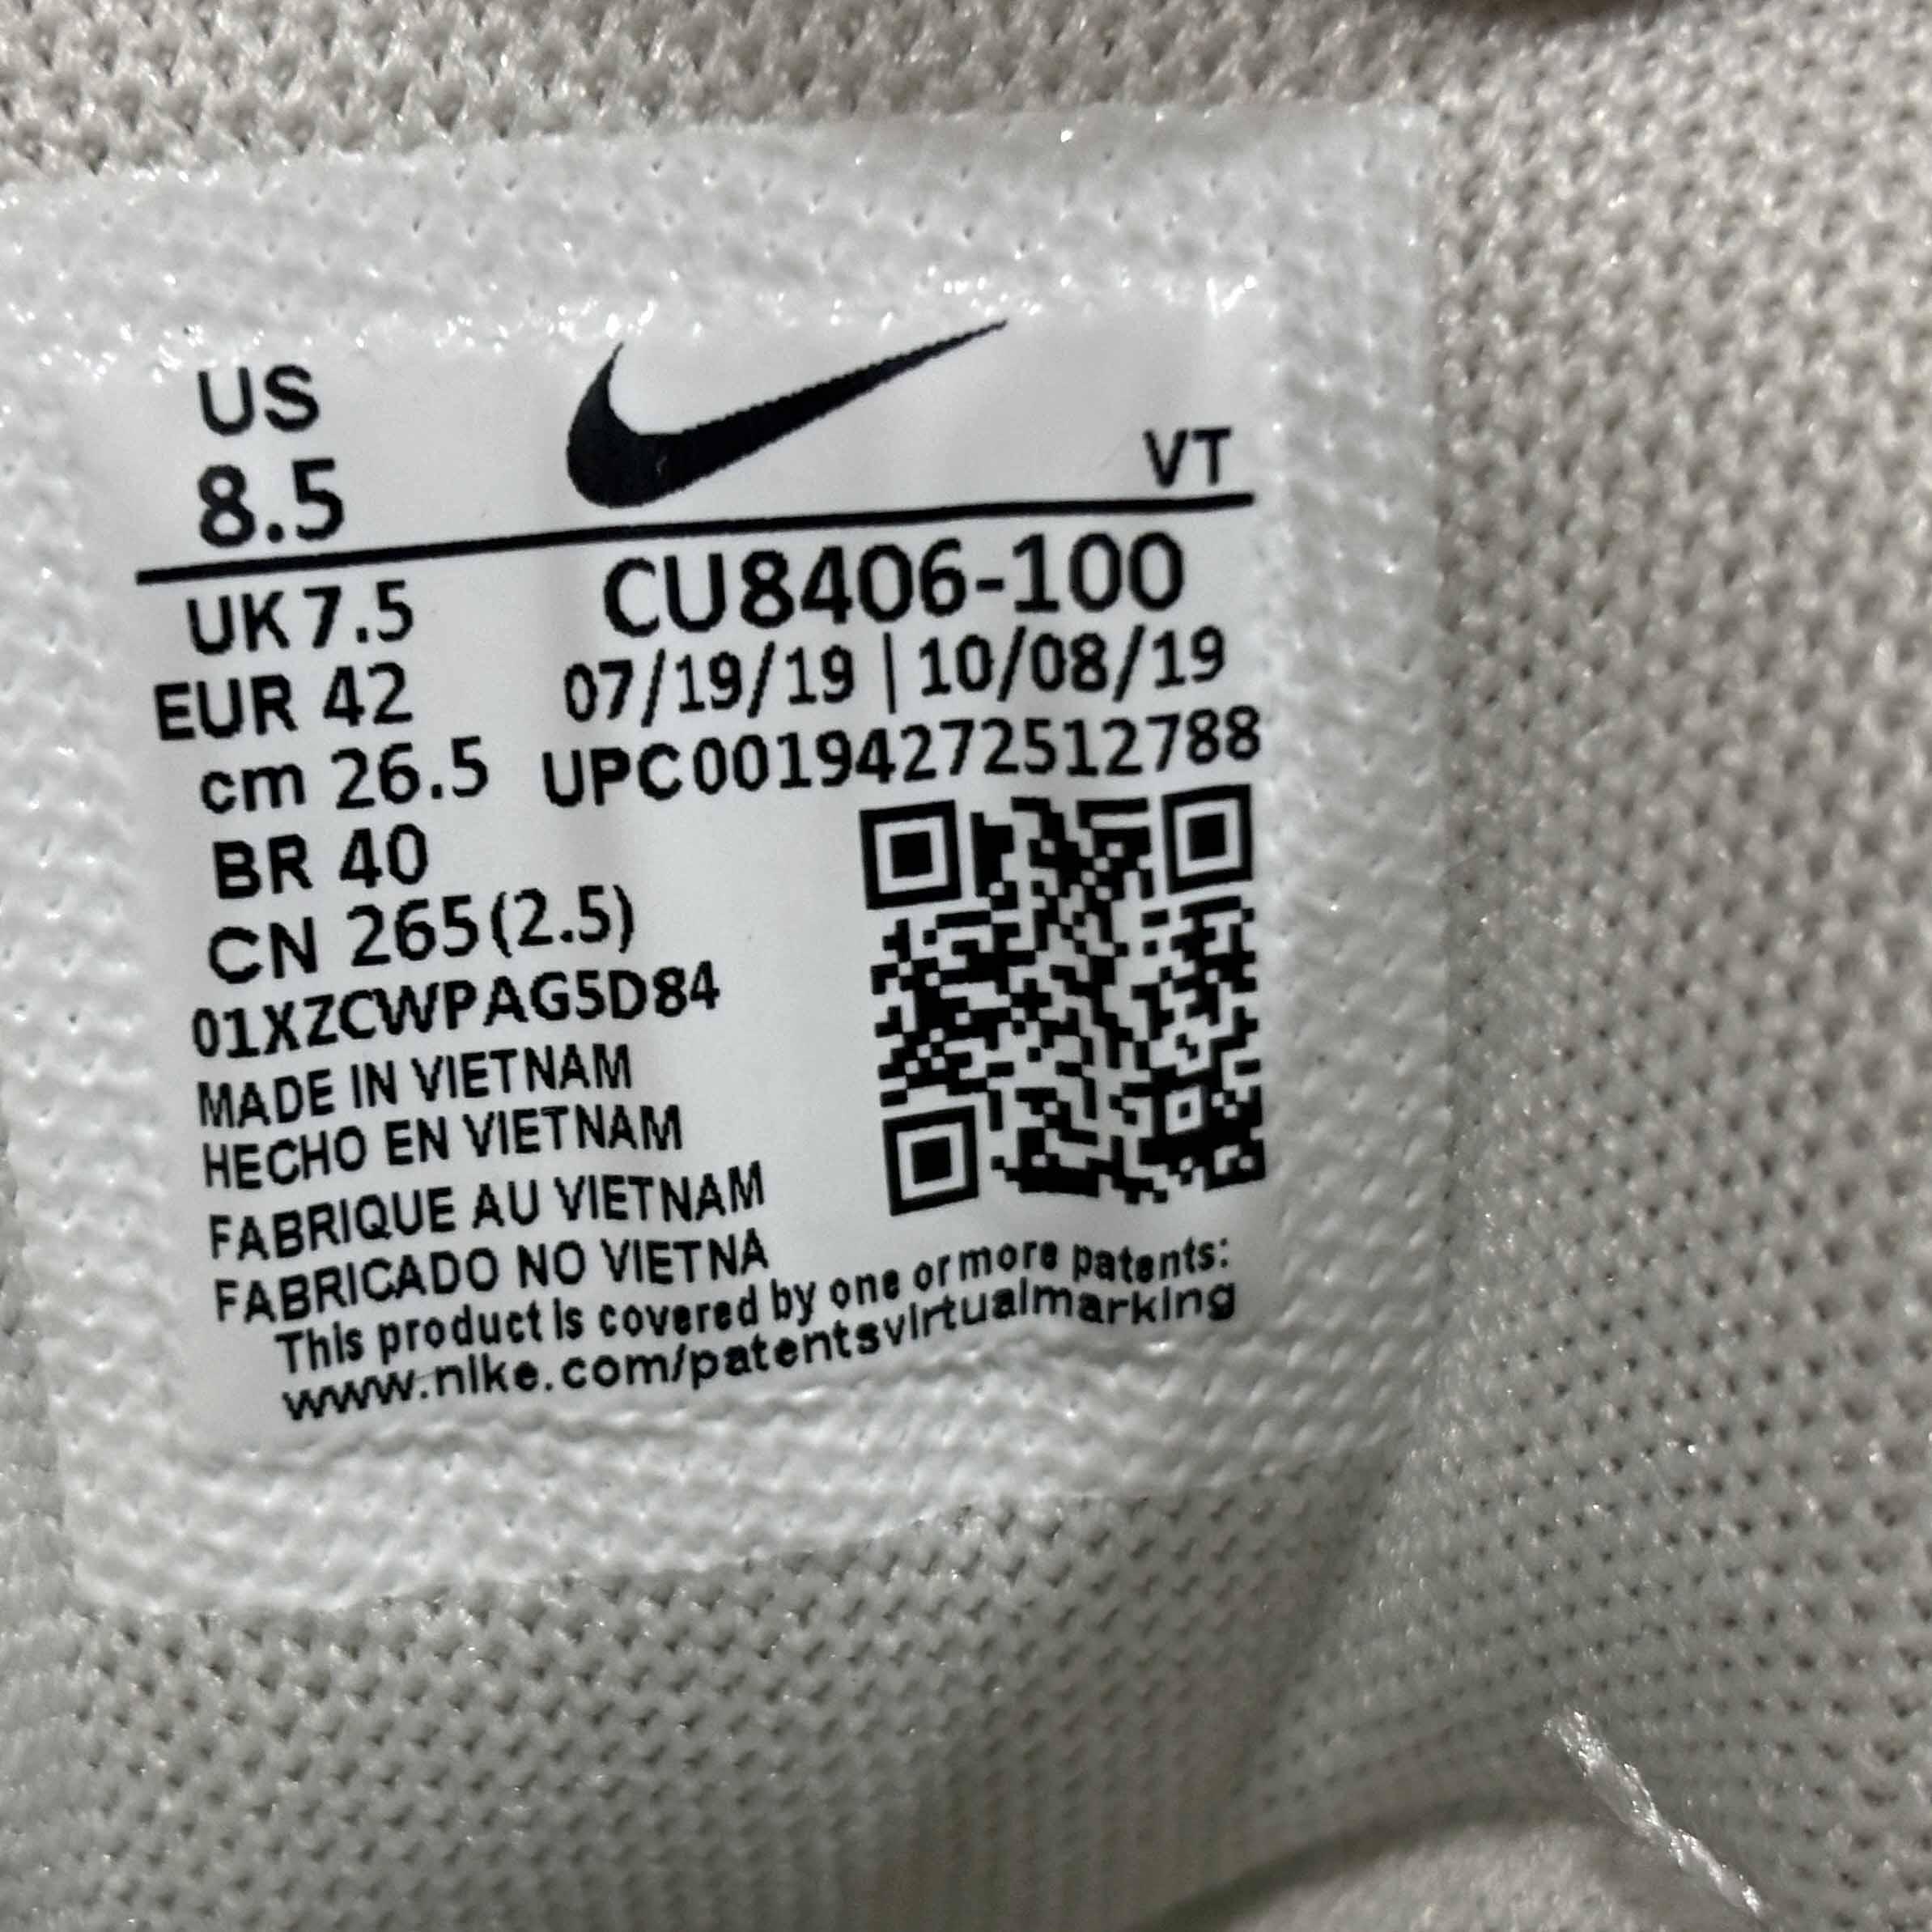 US
8.5
VT
UK 7.5
CU8406-100
EUR 42
07/19/19 | 10/08/19
cm 26.5
UPC00194272512788
BR 40
CN 265(2.5)
01XZCWPAG5D84
MADE IN VIETNAM
HECHO EN VIETNAM
FABRIQUE AU VIETNAM
FABRICADO NO VIETNA
This product is covered by one or more patents:
www.nike.com/patentsvirtualmarking